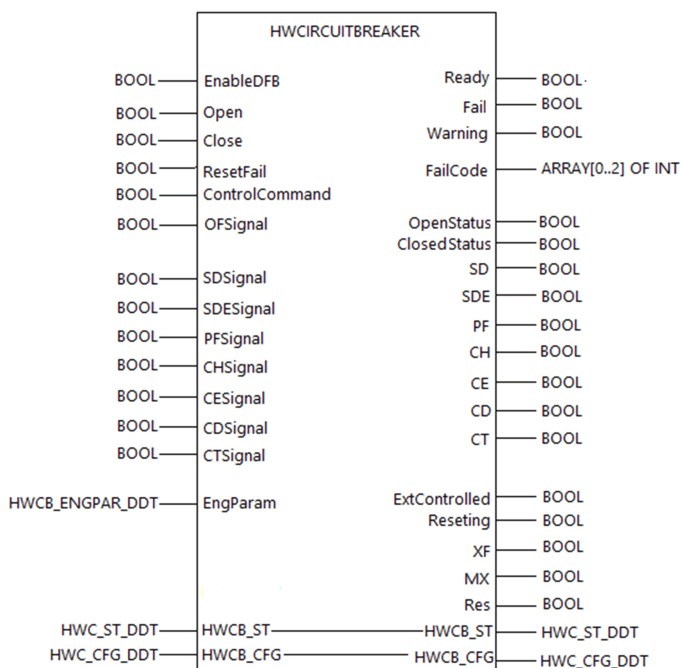 HWCIRCUITBREAKER
BOOL EnableDFB Ready BOOL
BOOL Open Fail BOOL
BOOL Close Warning BOOL
BOOL ResetFail FailCode ARRAY[0..2] OF INT
BOOL ControlCommand
BOOL OFSignal OpenStatus BOOL
ClosedStatus BOOL
BOOL SDSignal SD BOOL
BOOL SDESignal SDE BOOL
BOOL PFSignal PF BOOL
BOOL CHSignal CH BOOL
BOOL CESignal CE BOOL
BOOL CDSignal CD BOOL
BOOL CTSignal CT BOOL
HWCB_ENGPAR_DDT EngParam ExtControlled BOOL
Reseting BOOL
XF BOOL
MX BOOL
Res BOOL
HWC_ST_DDT HWCB_ST HWCB_ST HWC_ST_DDT
HWC_CFG_DDT HWCB_CFG HWCB_CFG HWC_CFG_DDT